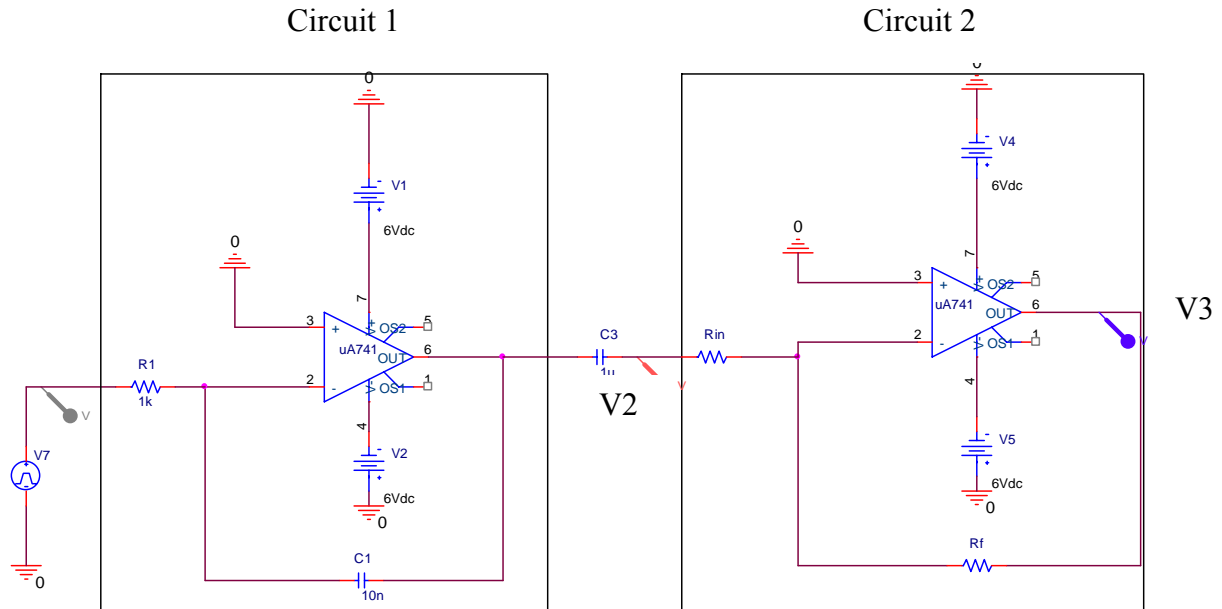 Circuit 1
Circuit 2
0
0
V1
6Vdc
V4
6Vdc
0
0
3
2
7
4
+
-
uA741
V+
V-
OS2
OUT
OS1
5
6
1
3
2
7
4
+
-
uA741
V+
V-
OS2
OUT
OS1
5
6
1
V3
R1
1k
C3
1u
Rin
V
V2
V
V
V7
V2
6Vdc
0
V5
6Vdc
0
C1
10n
Rf
0